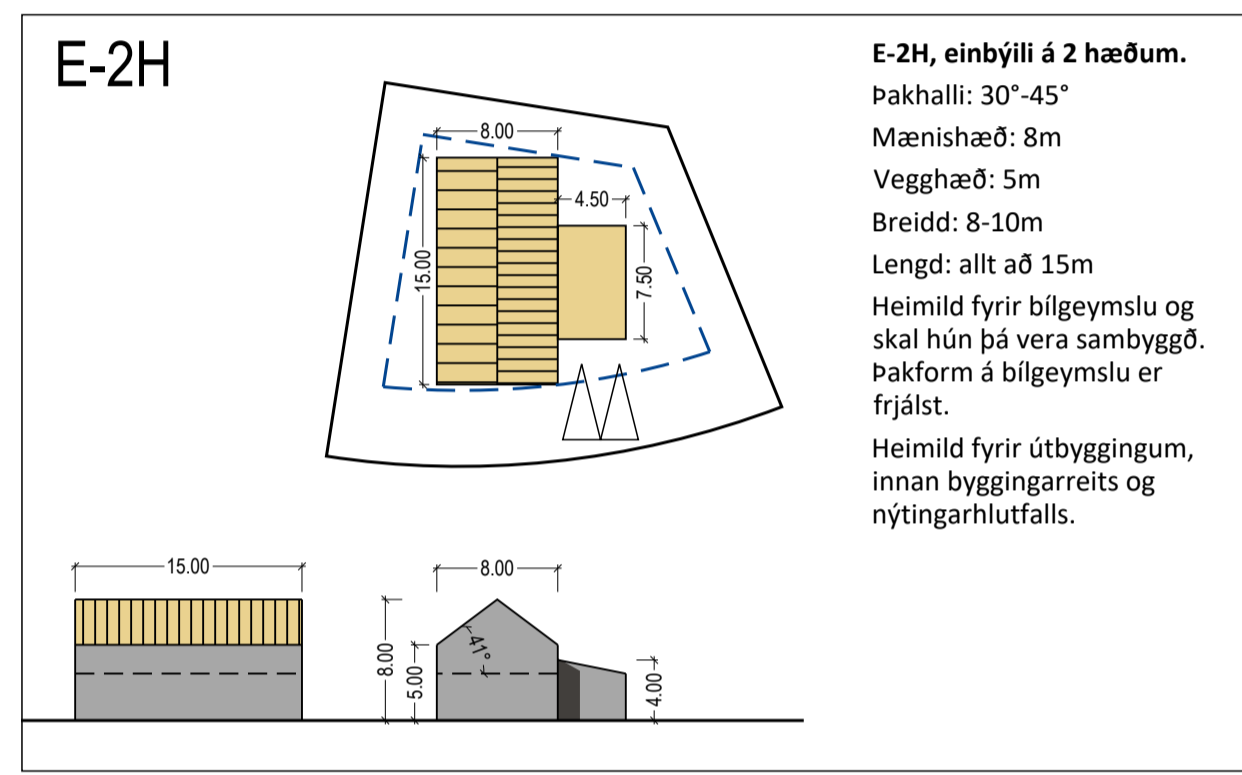 E-2H
8.00
4.50
15.00
7.50
E-2H, einbýili á 2 hæðum.
Þakhalli: 30°-45°
Mænishæð: 8m
Vegghæð: 5m
Breidd: 8-10m
Lengd: allt að 15m
Heimild fyrir bílgeymslu og
skal hún þá vera sambyggð.
Þakform á bílgeymslu er
frjálst.
Heimild fyrir útbyggingum,
innan byggingarreits og
nýtingarhlutfalls.
15.00
8.00
8.00
5.00
41°
4.00